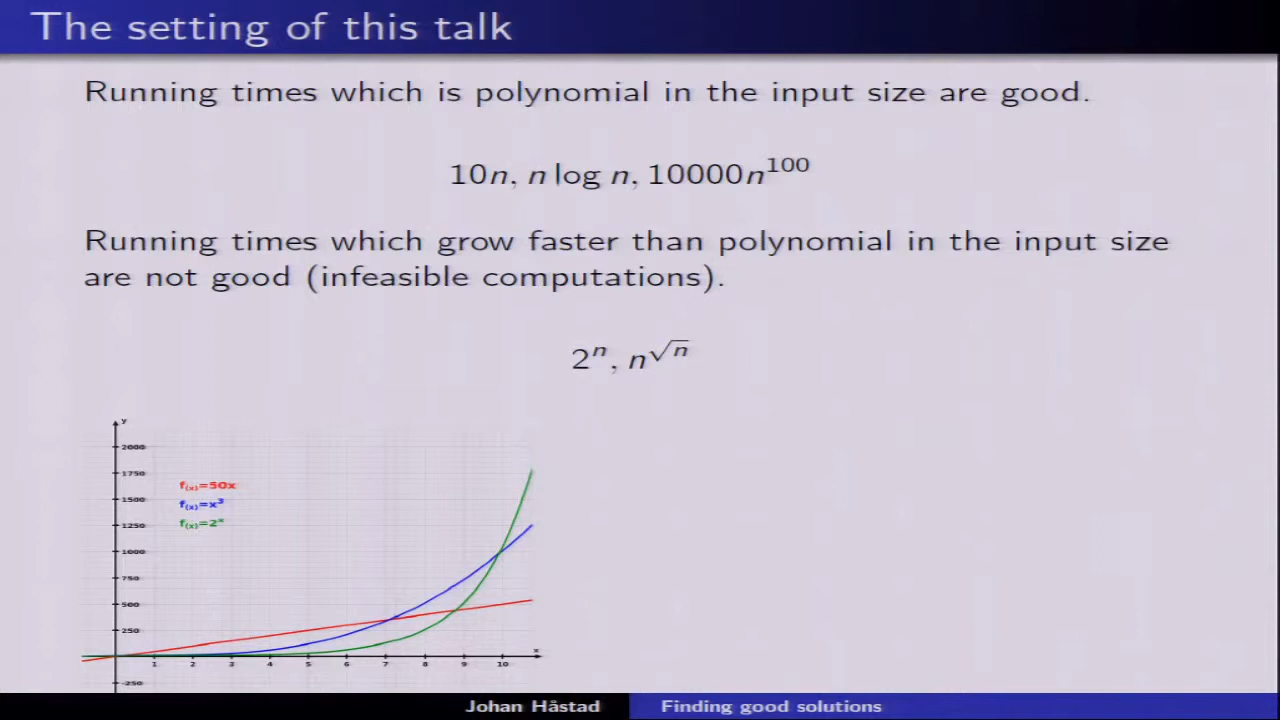 The setting of this talk
Running times which is polynomial in the input size are good.
10n, n log n, 10000n^100
Running times which grow faster than polynomial in the input size
are not good (infeasible computations).
2^n, n^√n
y
2000
1750
f(x)=50x
1500
f(x)=x³
f(x)=2ˣ
1250
1000
750
500
250
x
1 2 3 4 5 6 7 8 9 10
-250
Johan Håstad Finding good solutions